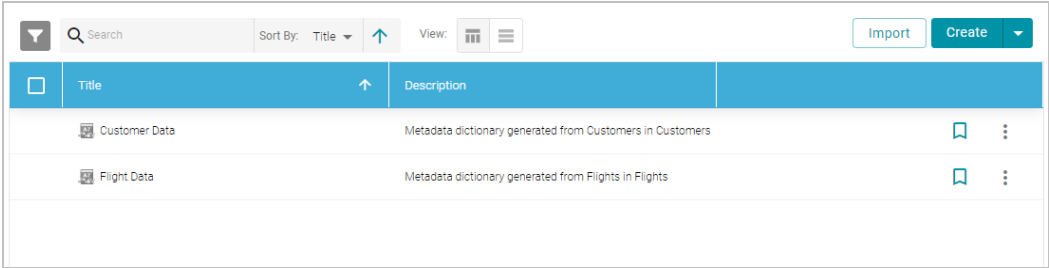 Search Sort By: Title View: Import Create
Title Description
Customer Data Metadata dictionary generated from Customers in Customers
Flight Data Metadata dictionary generated from Flights in Flights